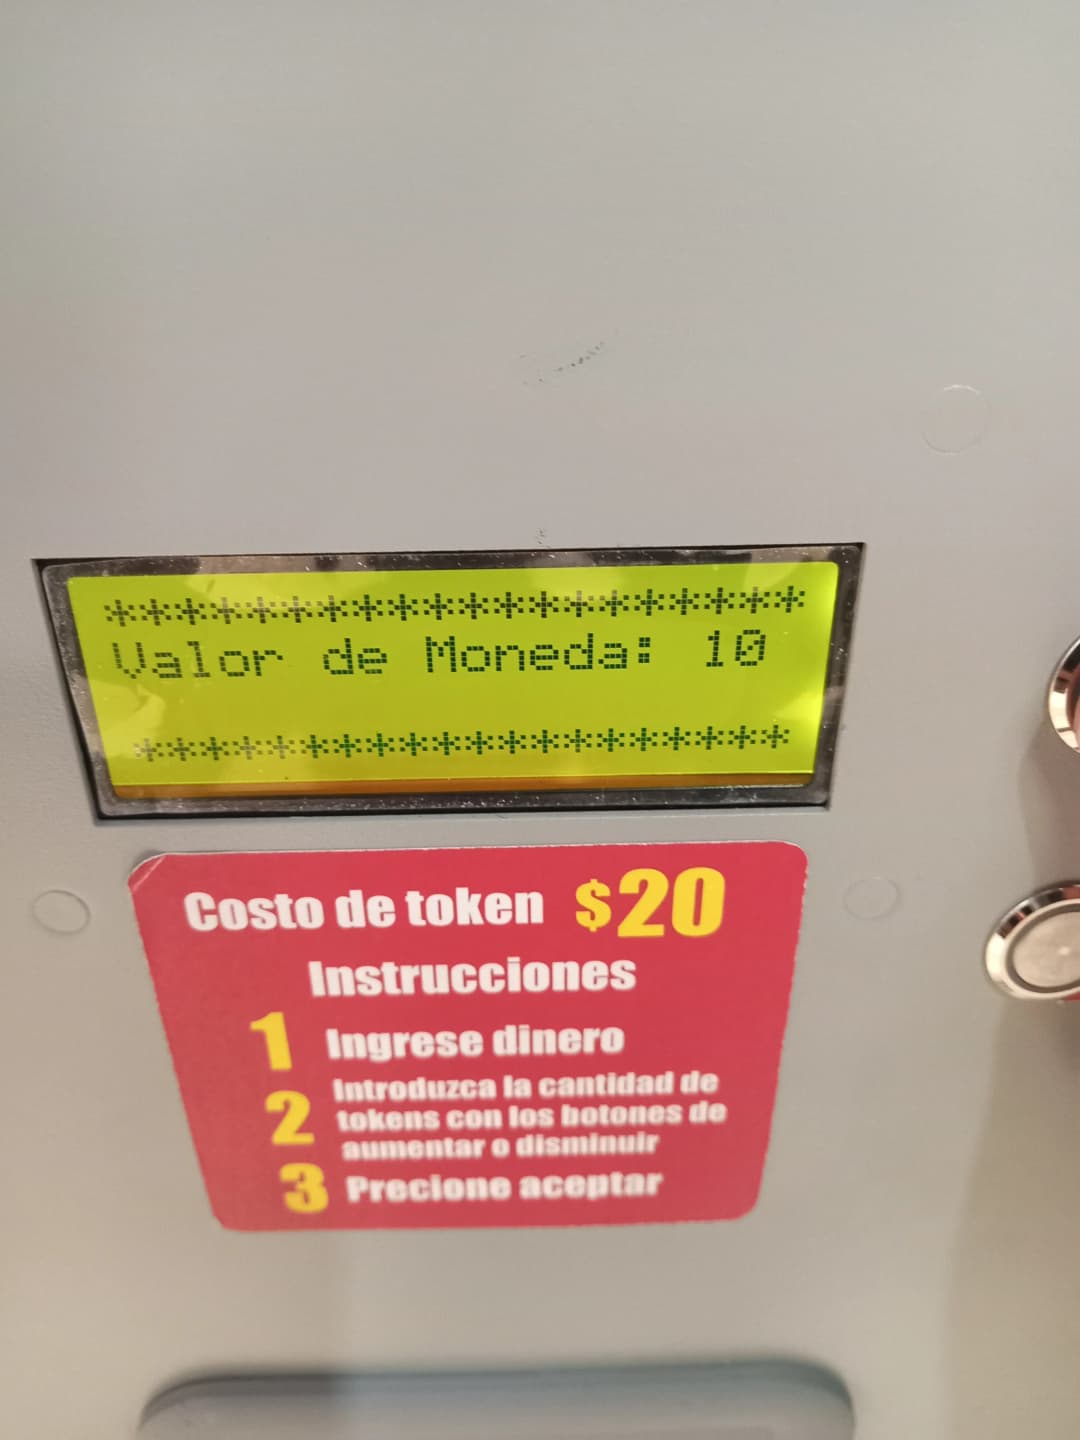 ********************
Valor de Moneda: 10
********************
Costo de token $20
Instrucciones
1 Ingrese dinero
2 Introduzca la cantidad de
tokens con los botones de
aumentar o disminuir
3 Precione aceptar